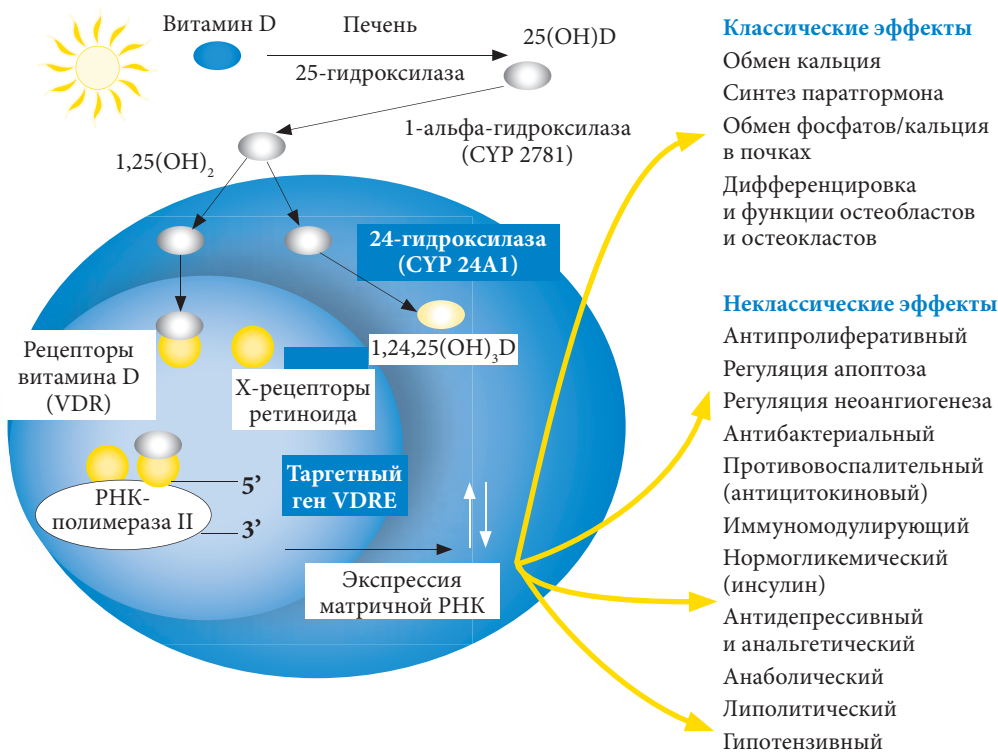 Витамин D
Печень
25(OH)D
25-гидроксилаза
1-альфа-гидроксилаза
(CYP 2781)
1,25(OH)₂
24-гидроксилаза
(CYP 24A1)
1,24,25(OH)₃D
Рецепторы
витамина D
(VDR)
Х-рецепторы
ретиноида
РНК-
полимераза II
5’
3’
Таргетный
ген VDRE
Экспрессия
матричной РНК
Классические эффекты
Обмен кальция
Синтез паратгормона
Обмен фосфатов/кальция
в почках
Дифференцировка
и функции остеобластов
и остеокластов
Неклассические эффекты
Антипролиферативный
Регуляция апоптоза
Регуляция неоангиогенеза
Антибактериальный
Противовоспалительный
(антицитокиновый)
Иммуномодулирующий
Нормогликемический
(инсулин)
Антидепрессивный
и анальгетический
Анаболический
Липолитический
Гипотензивный